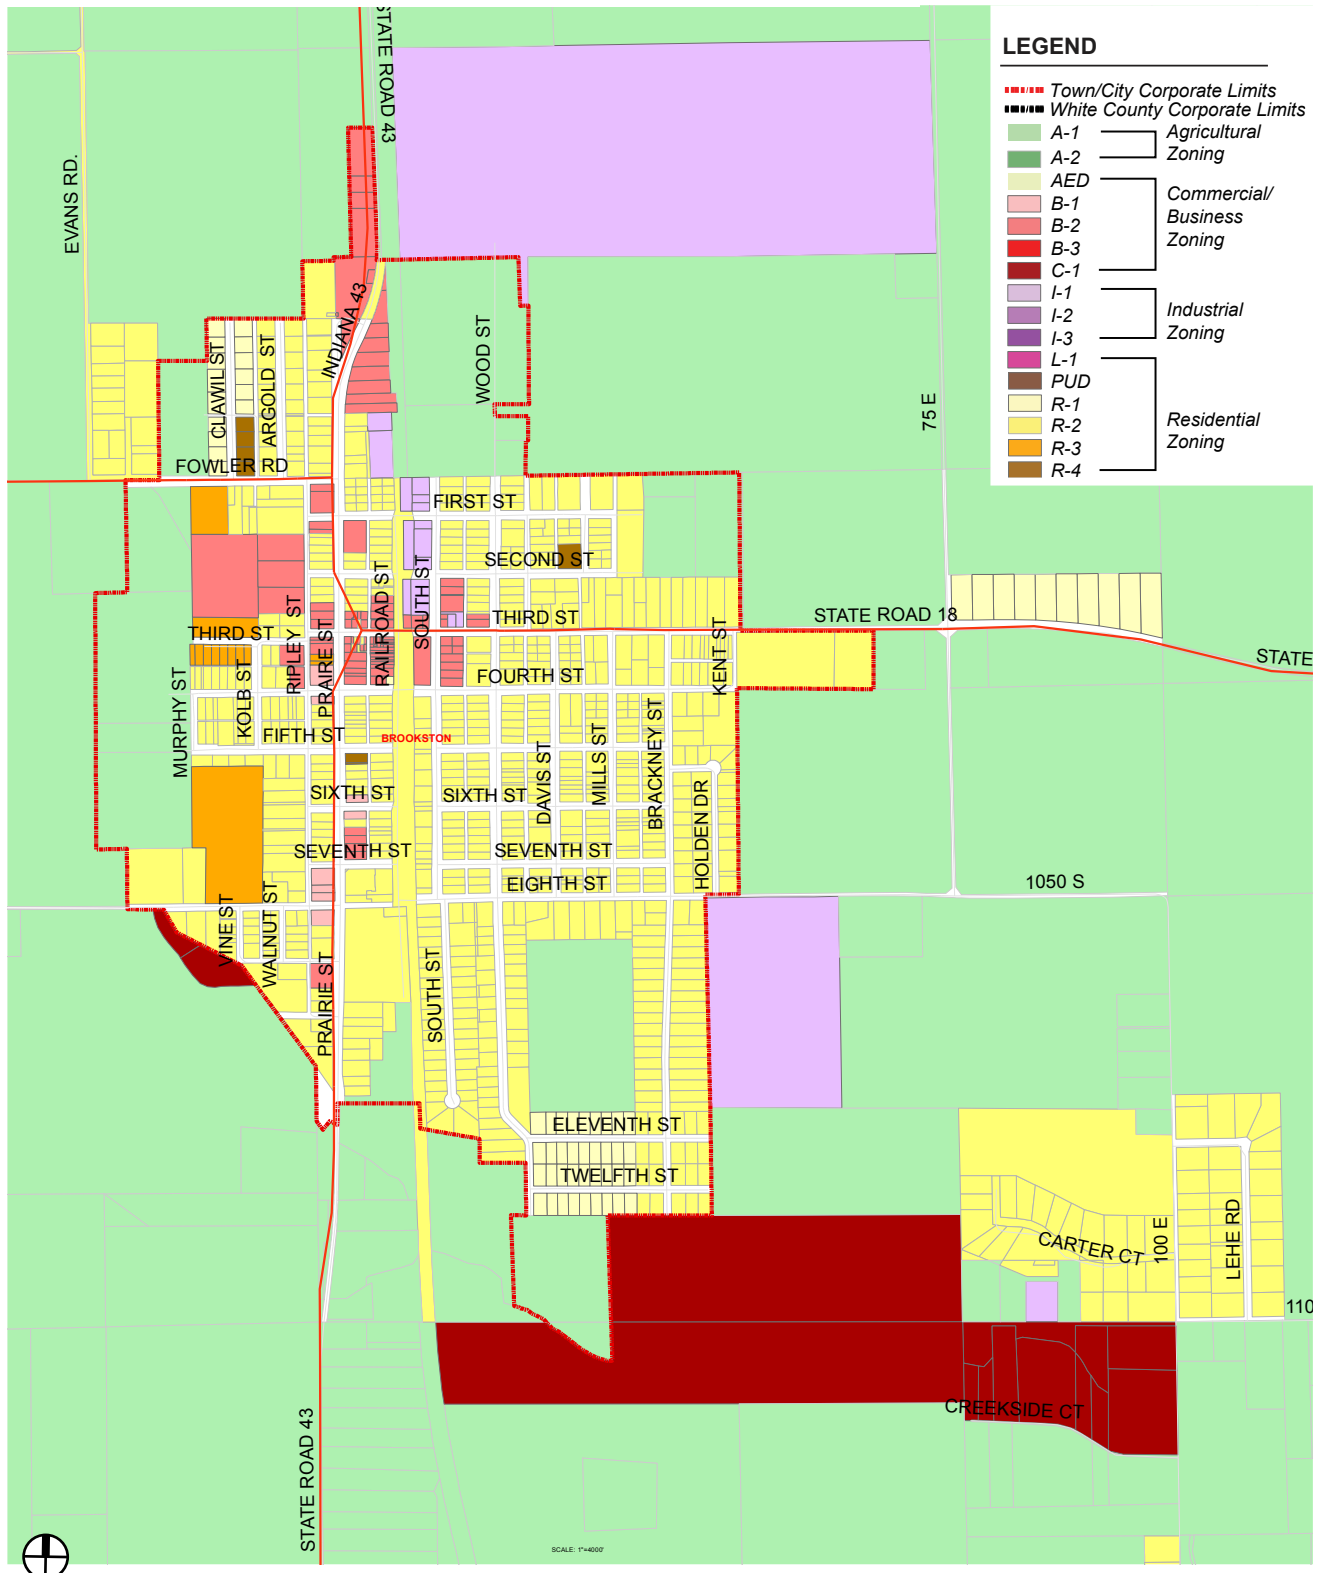 STATE ROAD 43
LEGEND
Town/City Corporate Limits
White County Corporate Limits
A-1
A-2
Agricultural
Zoning
AED
B-1
B-2
B-3
C-1
Commercial/
Business
Zoning
I-1
I-2
I-3
Industrial
Zoning
L-1
PUD
R-1
R-2
R-3
R-4
Residential
Zoning
EVANS RD.
INDIANA 43
CLAWIL ST
ARGOLD ST
WOOD ST
75 E
FOWLER RD
FIRST ST
SECOND ST
RAILROAD ST
SOUTH ST
RIPLEY ST
PRAIRE ST
THIRD ST
THIRD ST
STATE ROAD 18
STATE
KENT ST
FOURTH ST
MURPHY ST
KOLB ST
FIFTH ST
BROOKSTON
DAVIS ST
MILLS ST
BRACKNEY ST
HOLDEN DR
SIXTH ST
SIXTH ST
SEVENTH ST
SEVENTH ST
EIGHTH ST
1050 S
VINE ST
WALNUT ST
PRAIRIE ST
SOUTH ST
ELEVENTH ST
TWELFTH ST
CARTER CT
100 E
LEHE RD
110
CREEKSIDE CT
STATE ROAD 43
SCALE: 1"=4000'